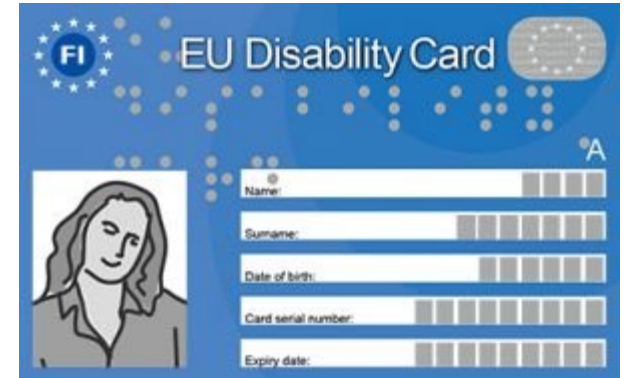 FI
EU Disability Card
A
Name:
Surname:
Date of birth:
Card serial number:
Expiry date: